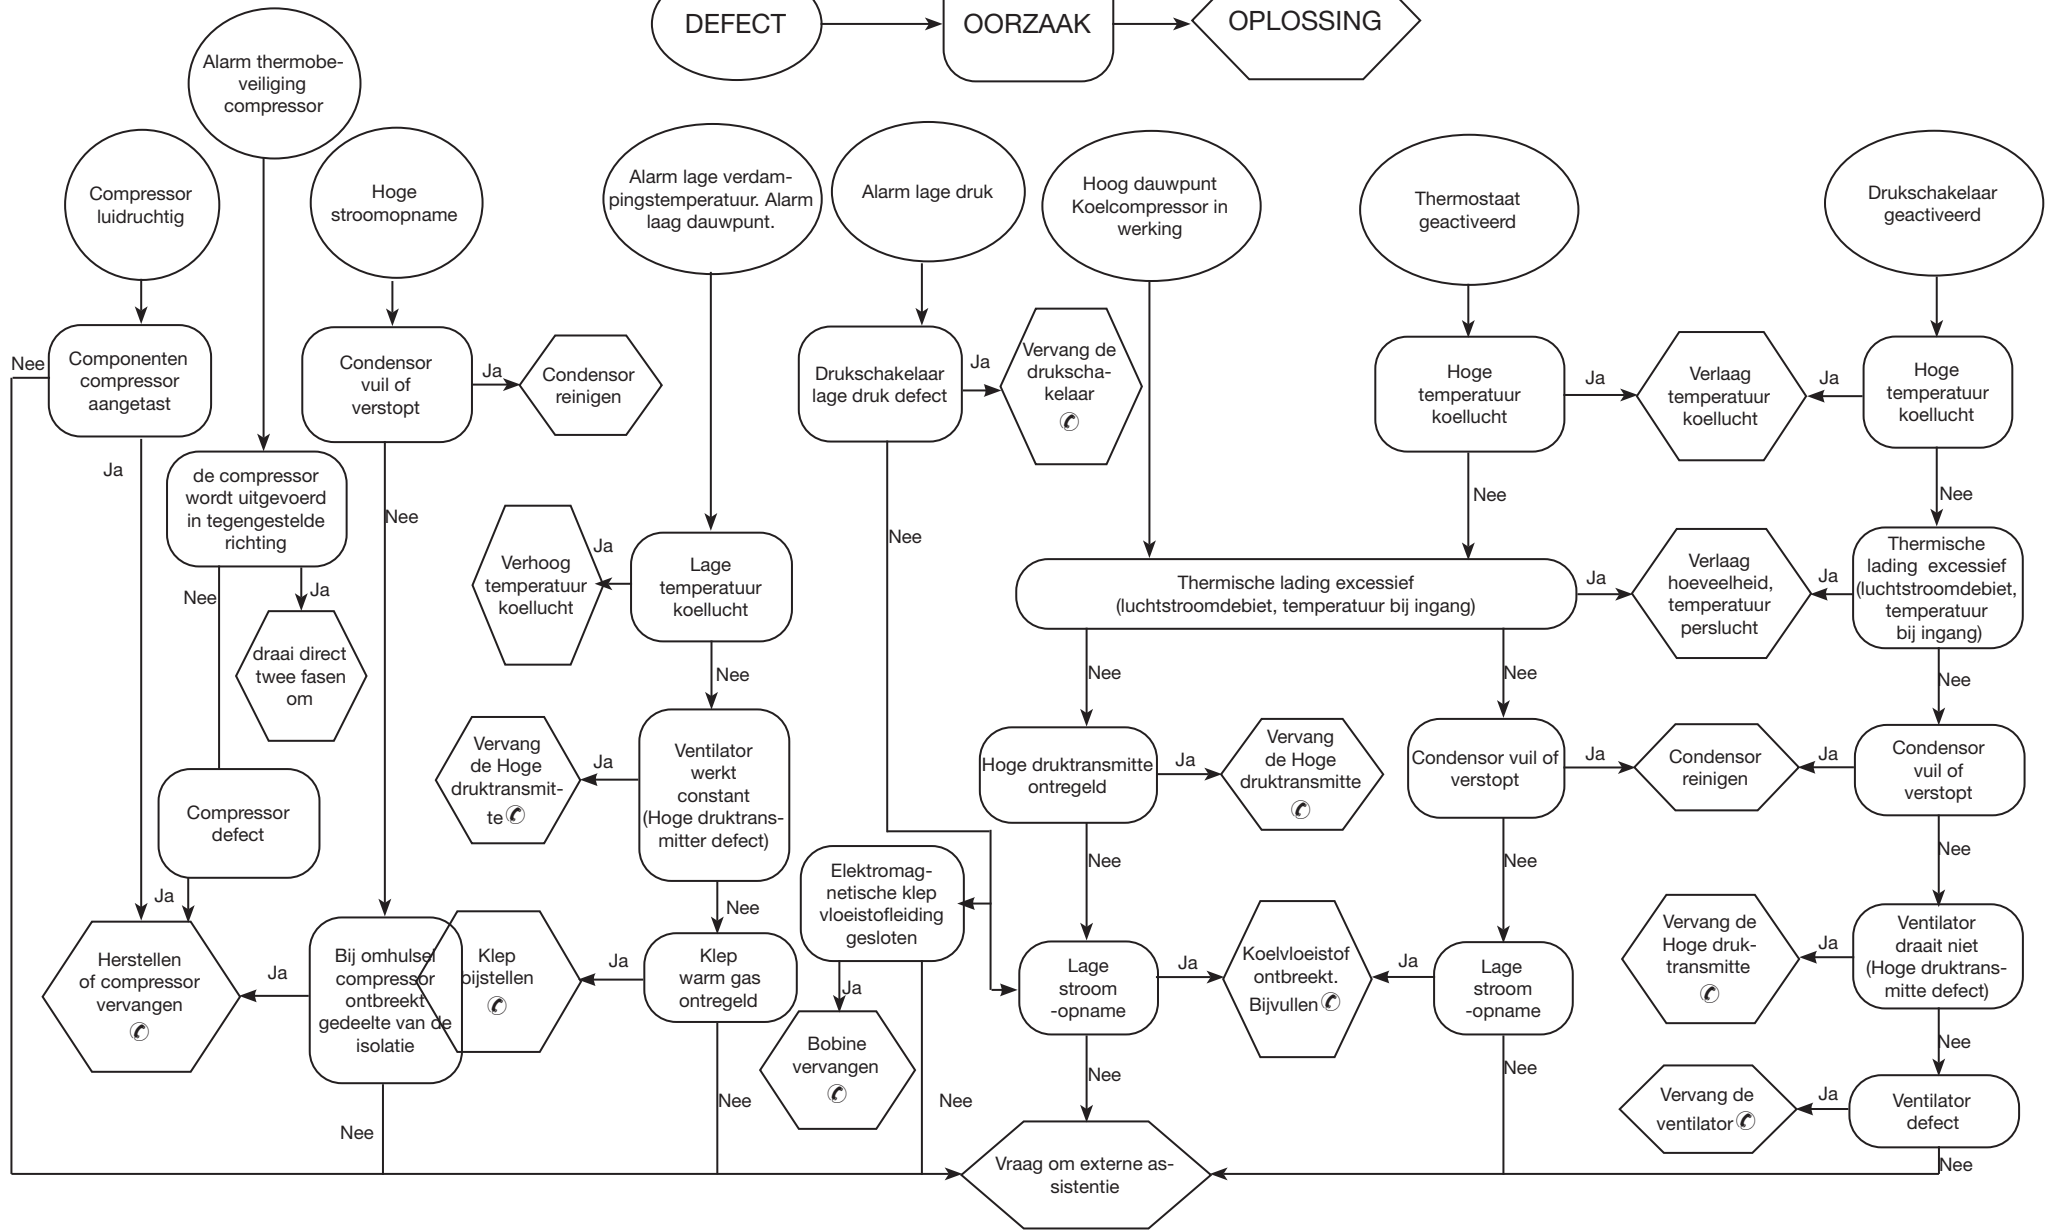 DEFECT
OORZAAK
OPLOSSING
Alarm thermobe-
veiliging
compressor
Compressor
luidruchtig
Hoge
stroomopname
Alarm lage verdam-
pingstemperatuur. Alarm
laag dauwpunt.
Alarm lage druk
Hoog dauwpunt
Koelcompressor in
werking
Thermostaat
geactiveerd
Drukschakelaar
geactiveerd
Nee
Componenten
compressor
aangetast
Ja
Condensor
vuil of
verstopt
Ja
Condensor
reinigen
Nee
Drukschakelaar
lage druk defect
Ja
Vervang de
drukscha-
kelaar
✆
Nee
Hoge
temperatuur
koellucht
Ja
Verlaag
temperatuur
koellucht
Ja
Hoge
temperatuur
koellucht
Nee
Nee
de compressor
wordt uitgevoerd
in tegengestelde
richting
Nee
Ja
draai direct
twee fasen
om
Verhoog
temperatuur
koellucht
Ja
Lage
temperatuur
koellucht
Nee
Thermische lading excessief
(luchtstroomdebiet, temperatuur bij ingang)
Ja
Verlaag
hoeveelheid,
temperatuur
perslucht
Ja
Thermische
lading excessief
(luchtstroomdebiet,
temperatuur
bij ingang)
Nee
Nee
Nee
Vervang
de Hoge
druktransmit-
te ✆
Ja
Ventilator
werkt
constant
(Hoge druktrans-
mitter defect)
Nee
Hoge druktransmitte
ontregeld
Ja
Vervang
de Hoge
druktransmitte
✆
Nee
Condensor vuil of
verstopt
Ja
Condensor
reinigen
Ja
Condensor
vuil of
verstopt
Nee
Nee
Compressor
defect
Ja
Herstellen
of compressor
vervangen
✆
Ja
Bij omhulsel
compressor
ontbreekt
gedeelte van de
isolatie
Nee
Klep
bijstellen
✆
Ja
Klep
warm gas
ontregeld
Nee
Elektromag-
netische klep
vloeistofleiding
gesloten
Ja
Bobine
vervangen
✆
Nee
Lage
stroom
-opname
Ja
Koelvloeistof
ontbreekt.
Bijvullen ✆
Ja
Lage
stroom
-opname
Nee
Nee
Vervang de
Hoge druk-
transmitte
✆
Ja
Ventilator
draait niet
(Hoge druktrans-
mitte defect)
Nee
Vervang de
ventilator ✆
Ja
Ventilator
defect
Nee
Vraag om externe as-
sistentie